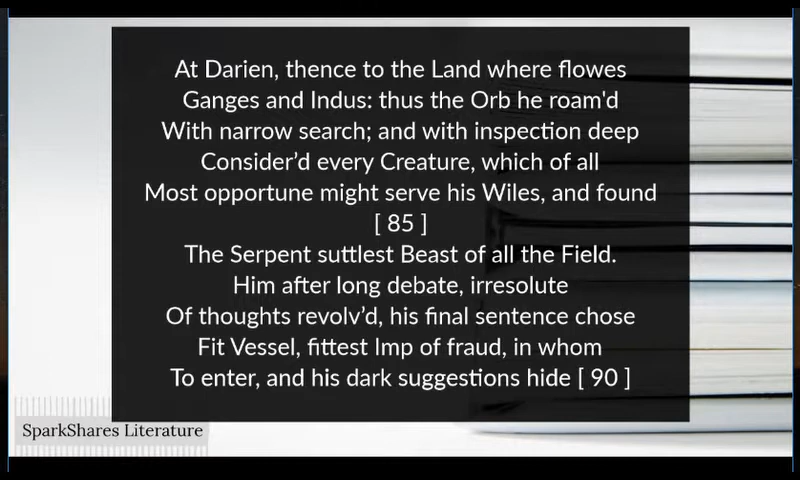 At Darien, thence to the Land where flowes
Ganges and Indus: thus the Orb he roam'd
With narrow search; and with inspection deep
Consider’d every Creature, which of all
Most opportune might serve his Wiles, and found
[ 85 ]
The Serpent suttlest Beast of all the Field.
Him after long debate, irresolute
Of thoughts revolv’d, his final sentence chose
Fit Vessel, fittest Imp of fraud, in whom
To enter, and his dark suggestions hide [ 90 ]
SparkShares Literature